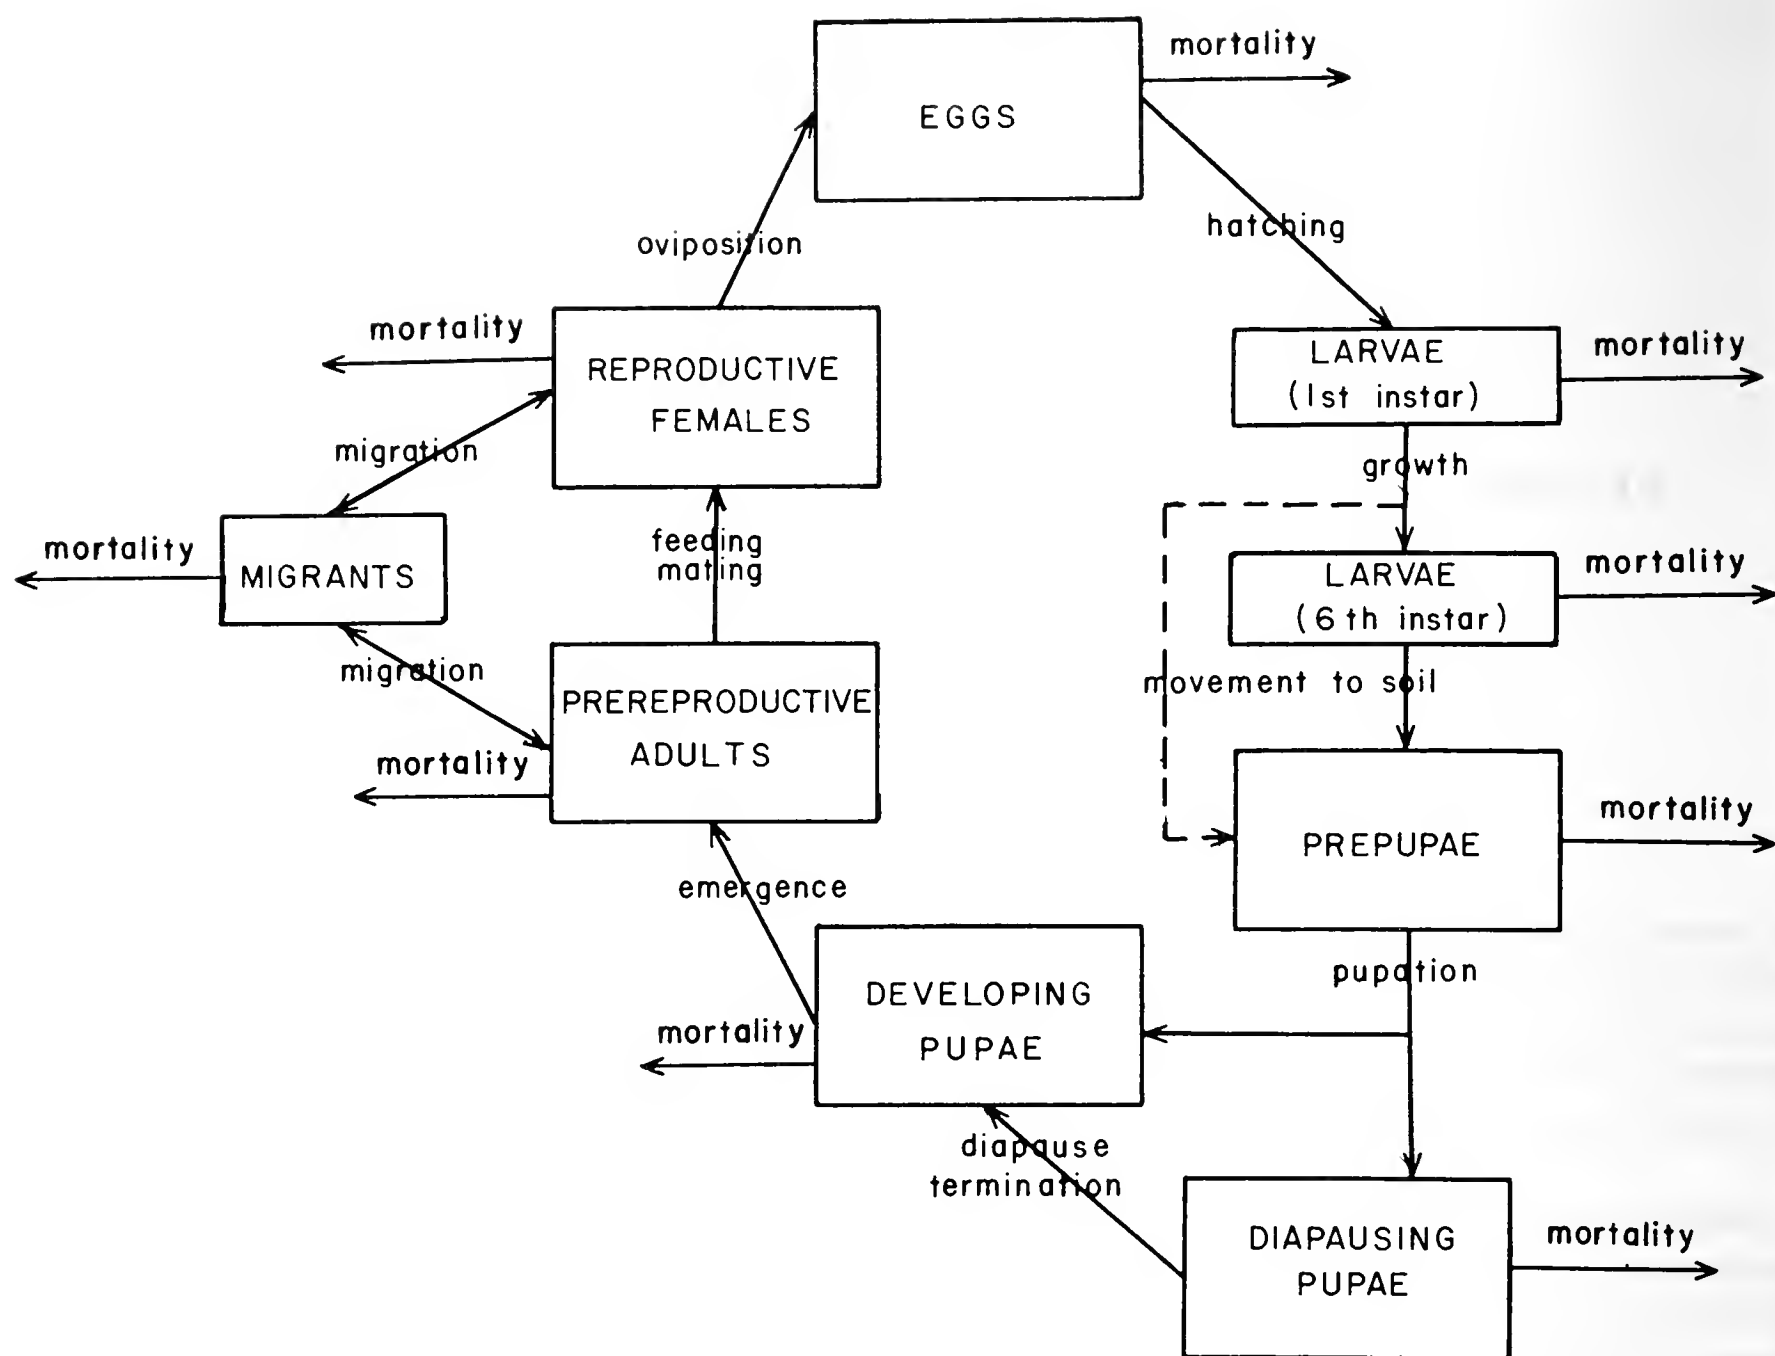 mortality
EGGS
hatching
oviposition
mortality
REPRODUCTIVE
FEMALES
LARVAE
(1st instar)
mortality
migration
growth
mortality
MIGRANTS
feeding
mating
LARVAE
(6th instar)
mortality
migration
movement to soil
PREREPRODUCTIVE
ADULTS
mortality
PREPUPAE
mortality
emergence
pupation
DEVELOPING
PUPAE
mortality
diapause
termination
DIAPAUSING
PUPAE
mortality